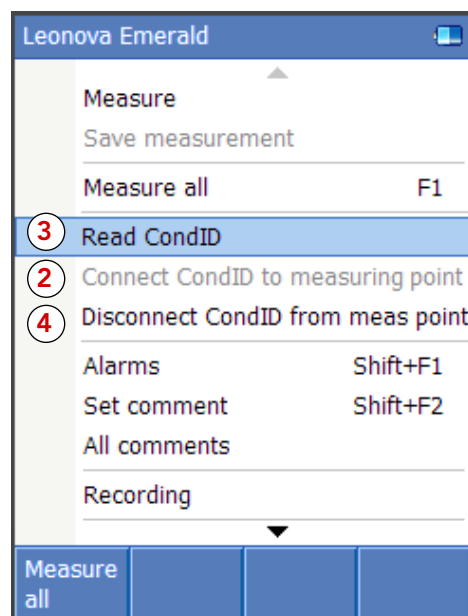 Leonova Emerald
Measure
Save measurement
Measure all F1
3 Read CondID
2 Connect CondID to measuring point
4 Disconnect CondID from meas point
Alarms Shift+F1
Set comment Shift+F2
All comments
Recording
Measure
all